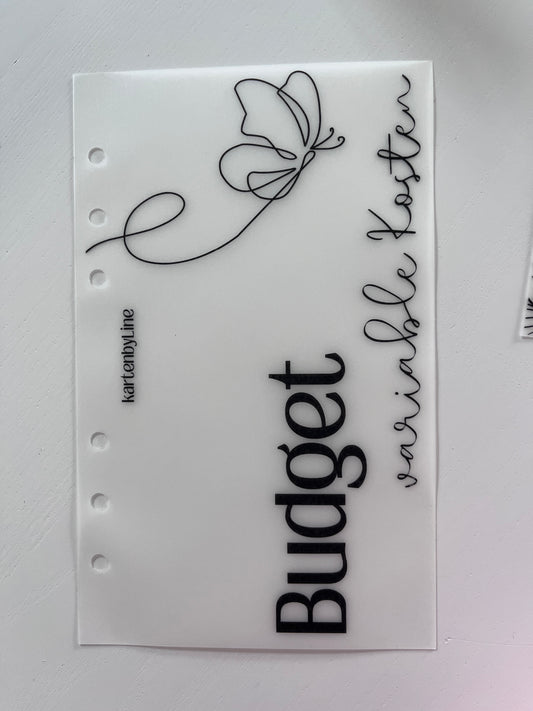 kartenbyLine
Budget
variable Kosten